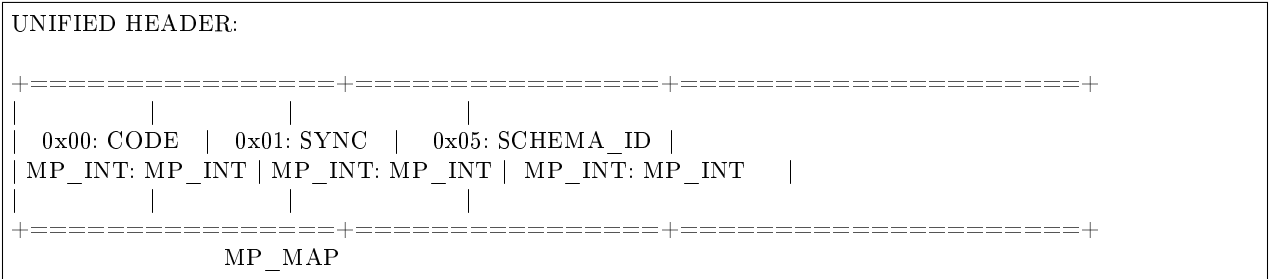 UNIFIED HEADER:
+================+================+=====================+
| | | |
| 0x00: CODE | 0x01: SYNC | 0x05: SCHEMA_ID |
| MP_INT: MP_INT | MP_INT: MP_INT | MP_INT: MP_INT |
| | | |
+================+================+=====================+
MP_MAP